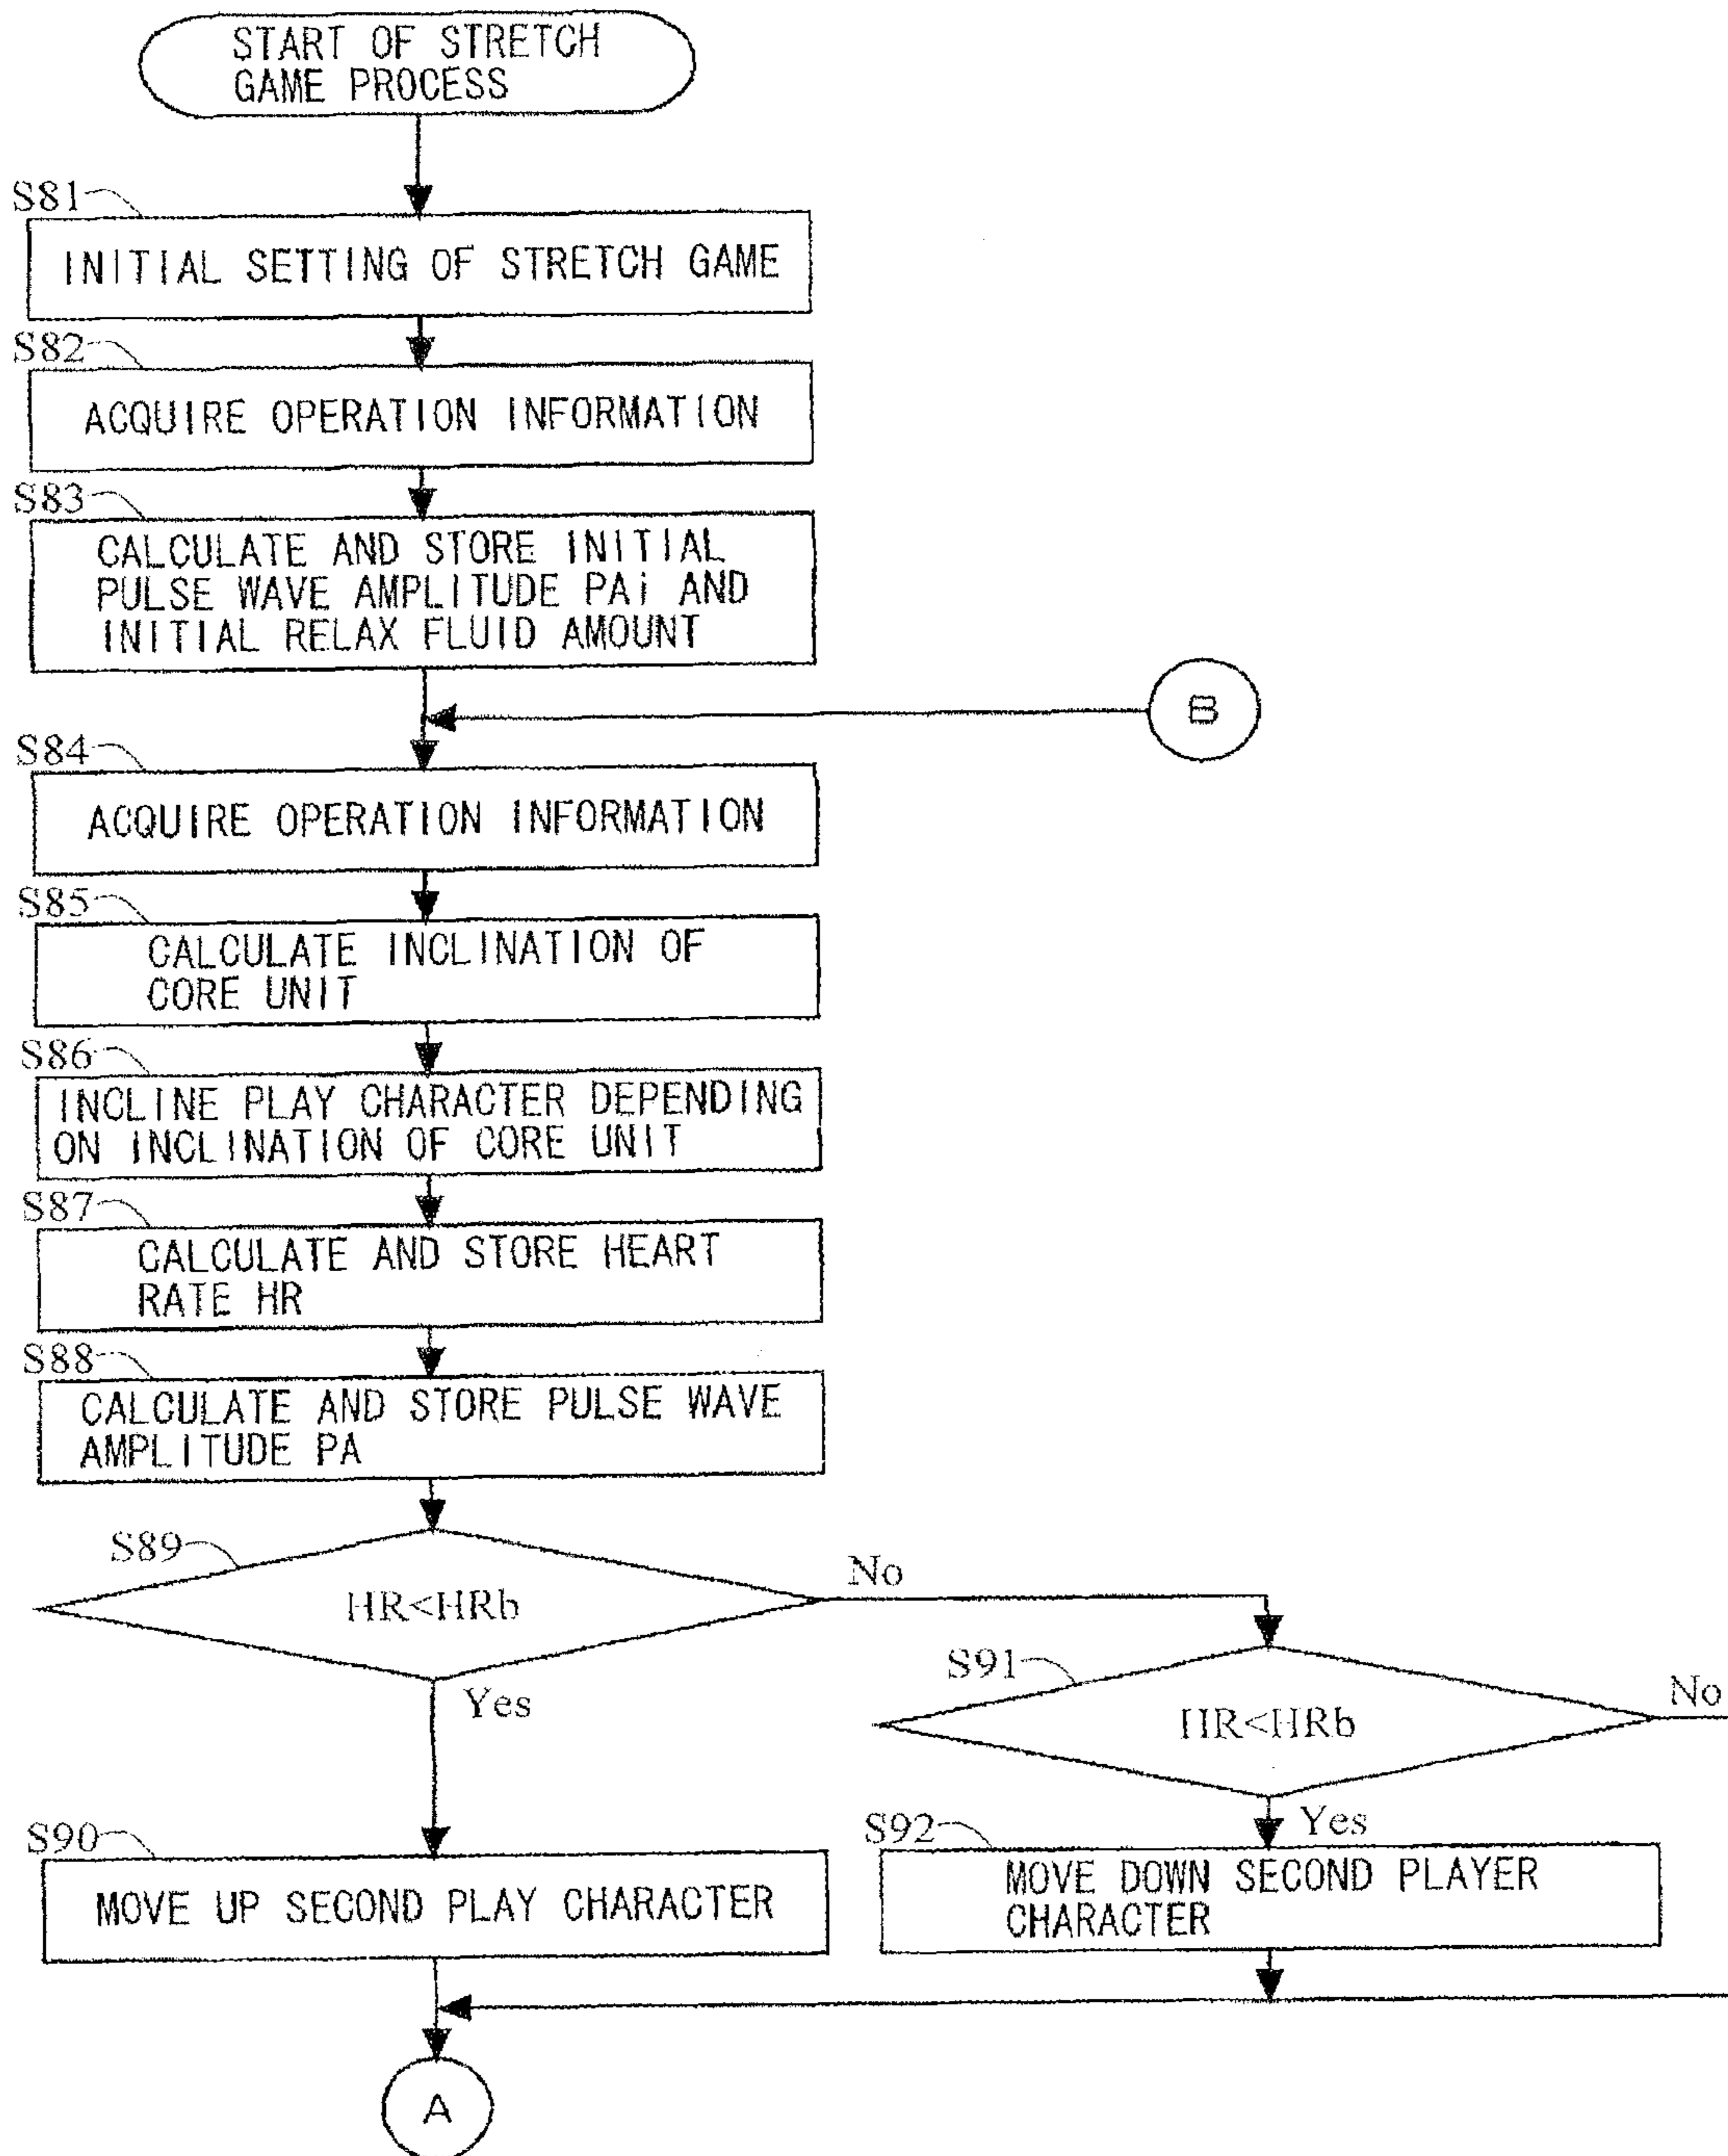 START OF STRETCH
GAME PROCESS
S81
INITIAL SETTING OF STRETCH GAME
S82
ACQUIRE OPERATION INFORMATION
S83
CALCULATE AND STORE INITIAL
PULSE WAVE AMPLITUDE PAi AND
INITIAL RELAX FLUID AMOUNT
B
S84
ACQUIRE OPERATION INFORMATION
S85
CALCULATE INCLINATION OF
CORE UNIT
S86
INCLINE PLAY CHARACTER DEPENDING
ON INCLINATION OF CORE UNIT
S87
CALCULATE AND STORE HEART
RATE HR
S88
CALCULATE AND STORE PULSE WAVE
AMPLITUDE PA
S89
HR<HRb
No
Yes
S91
HR<HRb
No
Yes
S90
MOVE UP SECOND PLAY CHARACTER
S92
MOVE DOWN SECOND PLAYER
CHARACTER
A